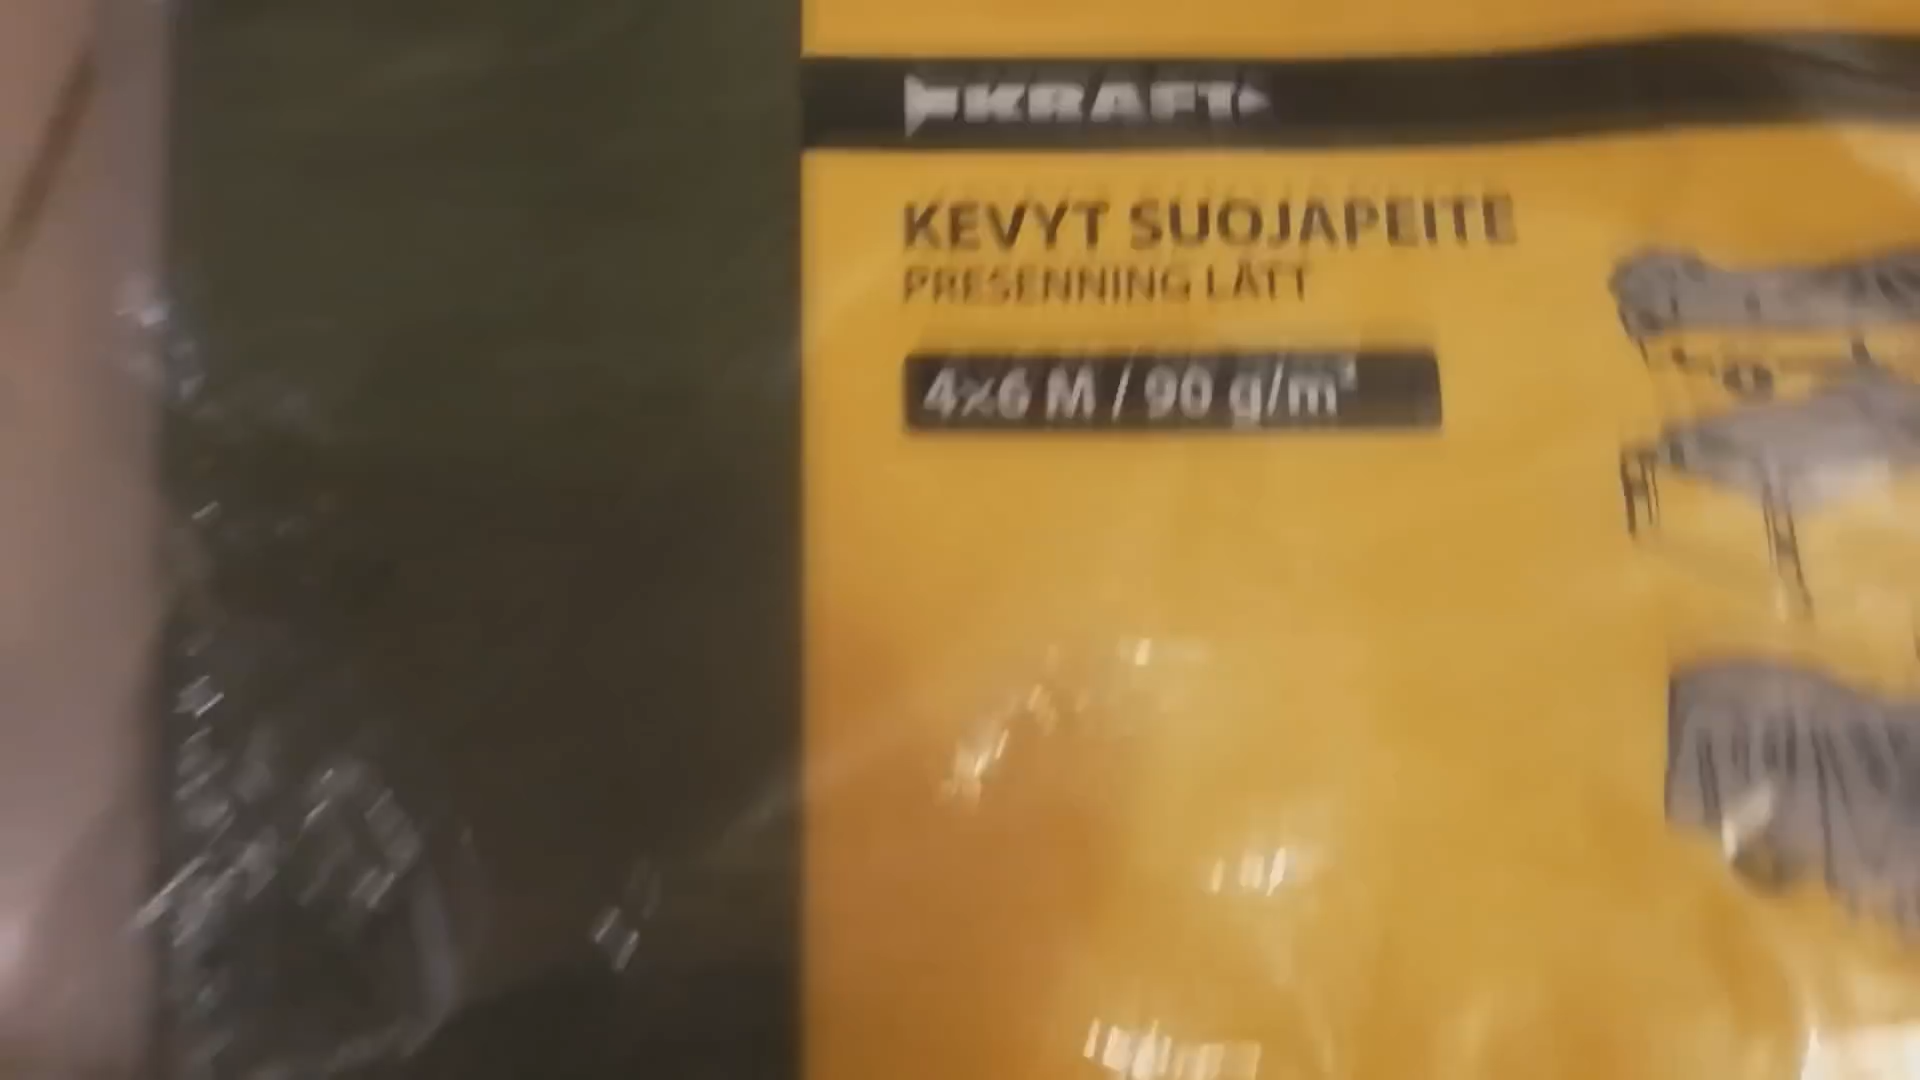 KRAFT
KEVYT SUOJAPEITE
PRESENNING LÄTT
4x6 M / 90 g/m²